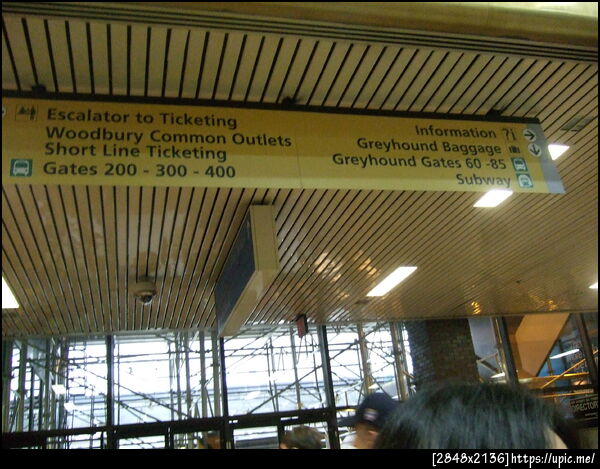 Escalator to Ticketing
Woodbury Common Outlets
Short Line Ticketing
Gates 200 - 300 - 400
Information ?i
Greyhound Baggage
Greyhound Gates 60 -85
Subway
DIRECTOR
[2848x2136]https://upic.me/